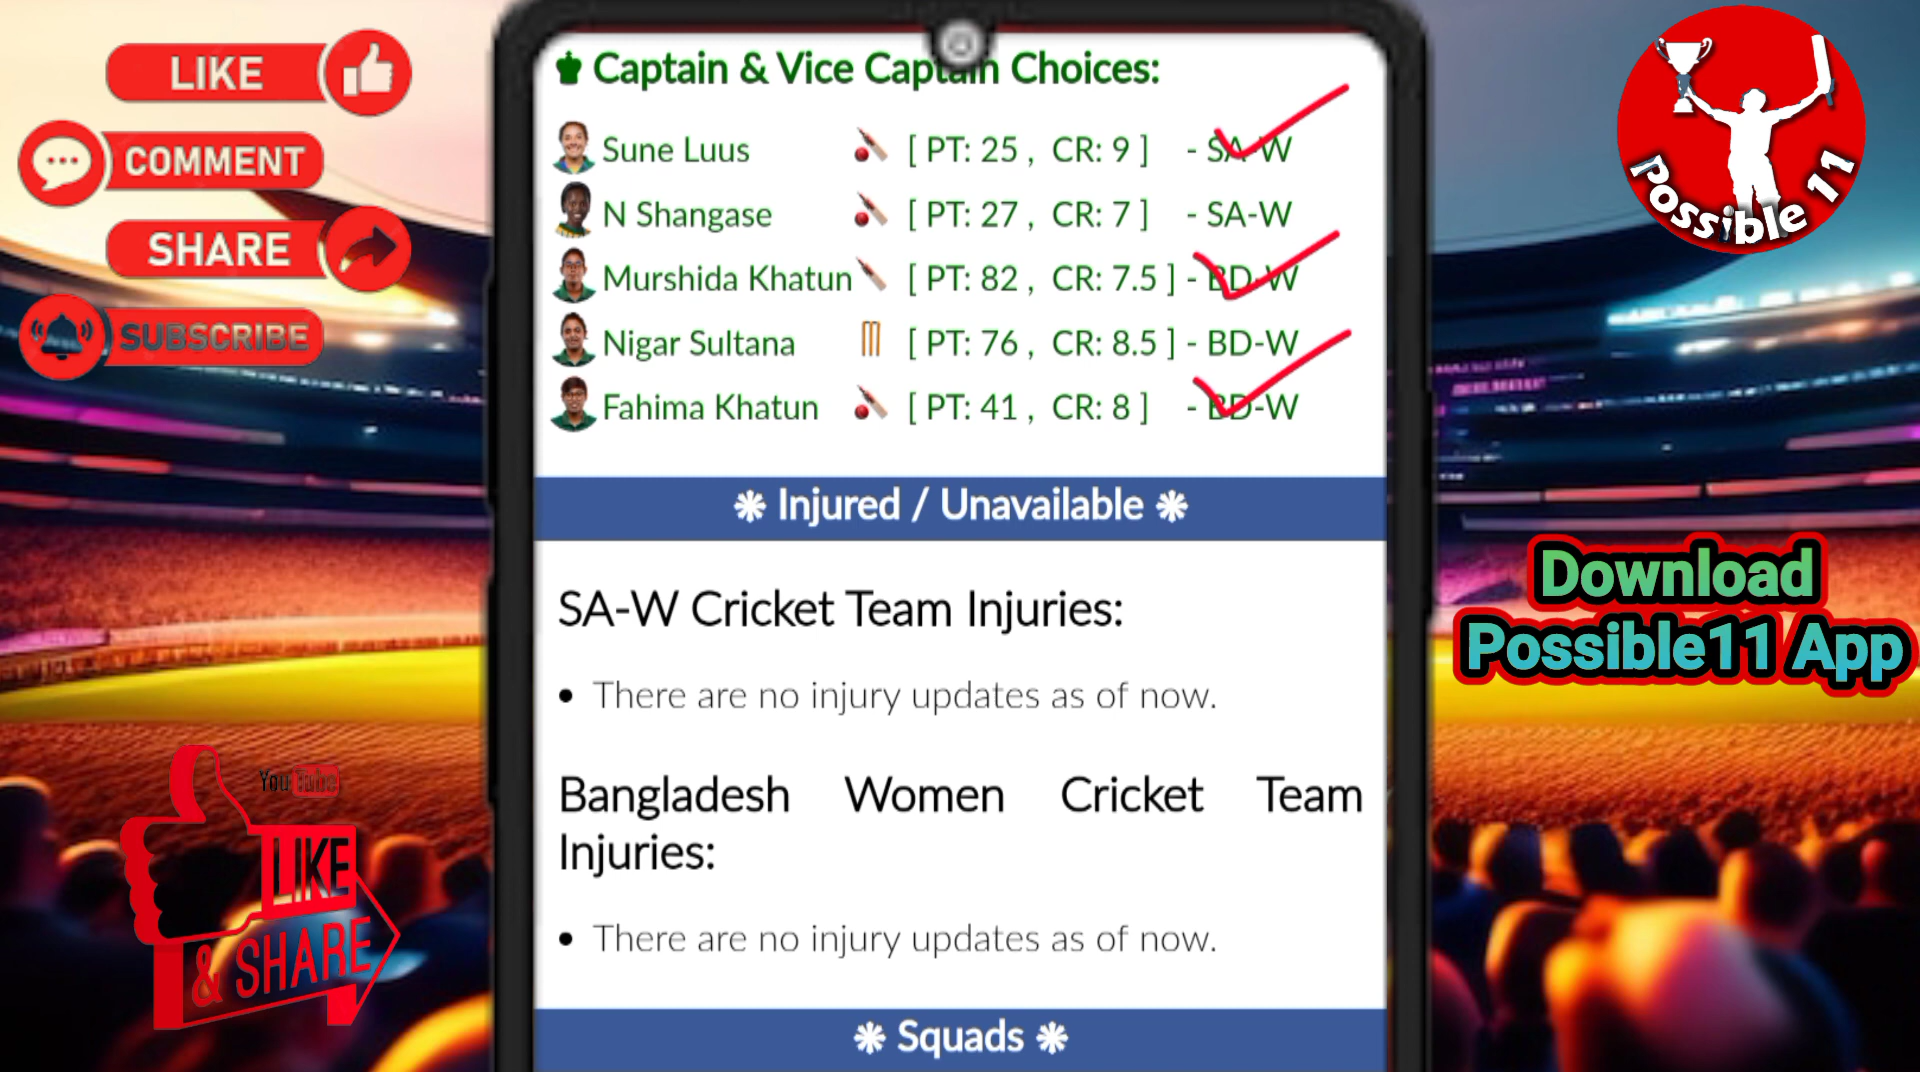 LIKE
COMMENT
SHARE
SUBSCRIBE
Captain & Vice Captain Choices:
Sune Luus [ PT: 25 , CR: 9 ] - SA-W
N Shangase [ PT: 27 , CR: 7 ] - SA-W
Murshida Khatun [ PT: 82 , CR: 7.5 ] - BD-W
Nigar Sultana [ PT: 76 , CR: 8.5 ] - BD-W
Fahima Khatun [ PT: 41 , CR: 8 ] - BD-W
Injured / Unavailable
SA-W Cricket Team Injuries:
• There are no injury updates as of now.
Bangladesh Women Cricket Team
Injuries:
• There are no injury updates as of now.
Squads
Possible 11
Download
Possible11 App
YouTube
LIKE
& SHARE